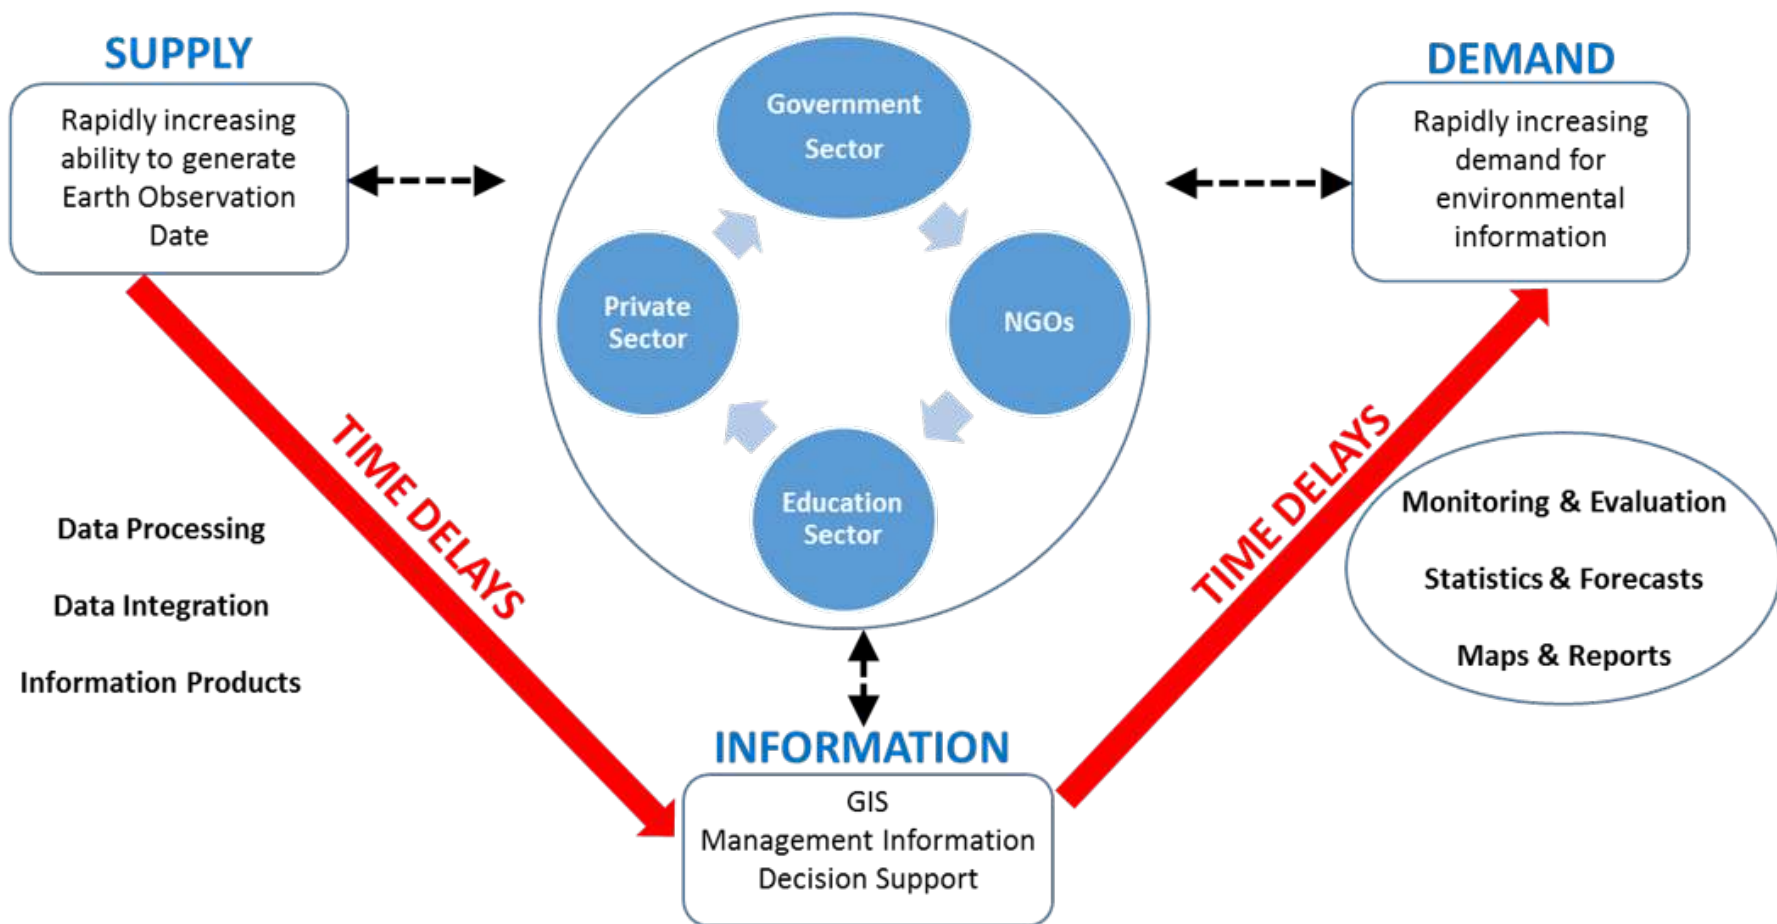 SUPPLY
Rapidly increasing
ability to generate
Earth Observation
Date
Government
Sector
Private
Sector
NGOs
Education
Sector
DEMAND
Rapidly increasing
demand for
environmental
information
TIME DELAYS
TIME DELAYS
Data Processing
Data Integration
Information Products
Monitoring & Evaluation
Statistics & Forecasts
Maps & Reports
INFORMATION
GIS
Management Information
Decision Support